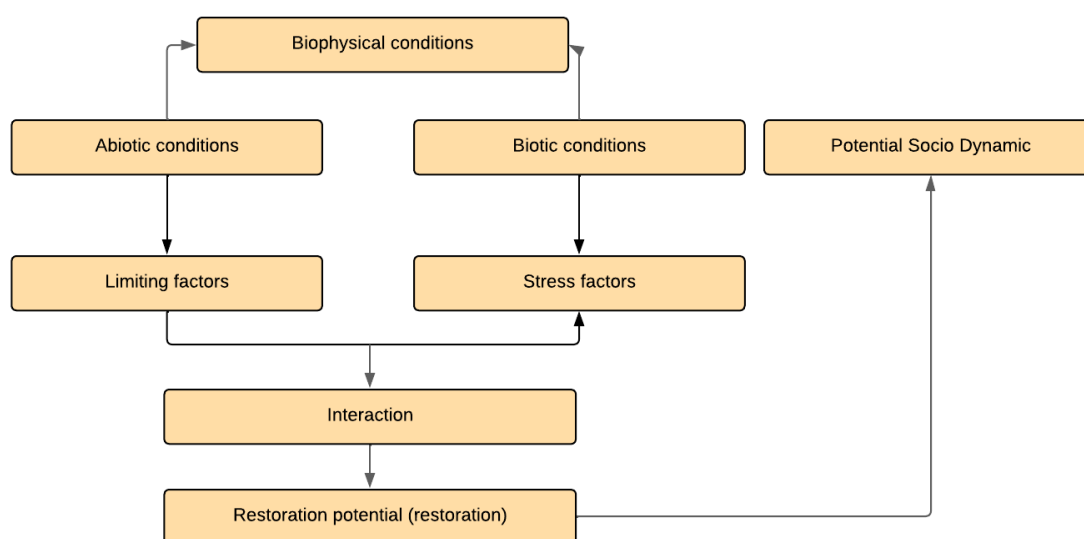 Biophysical conditions
Abiotic conditions
Biotic conditions
Potential Socio Dynamic
Limiting factors
Stress factors
Interaction
Restoration potential (restoration)